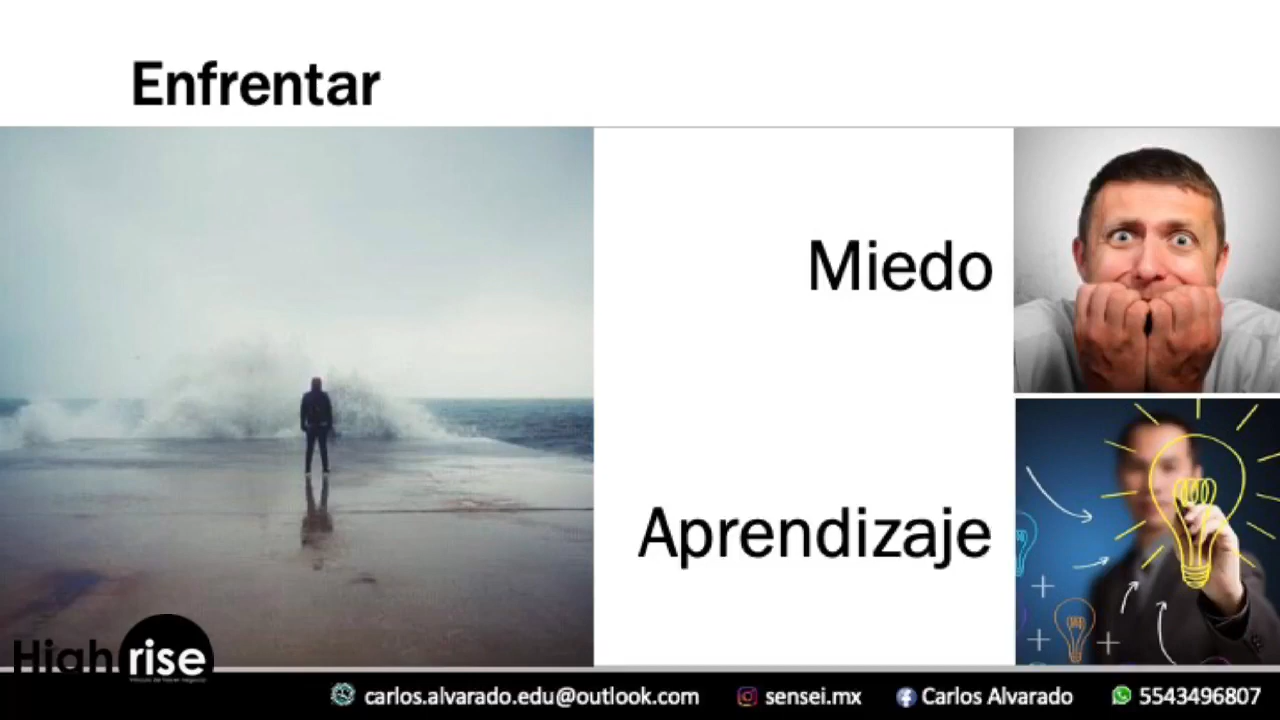 Enfrentar
Miedo
Aprendizaje
High rise
carlos.alvarado.edu@outlook.com sensei.mx Carlos Alvarado 5543496807